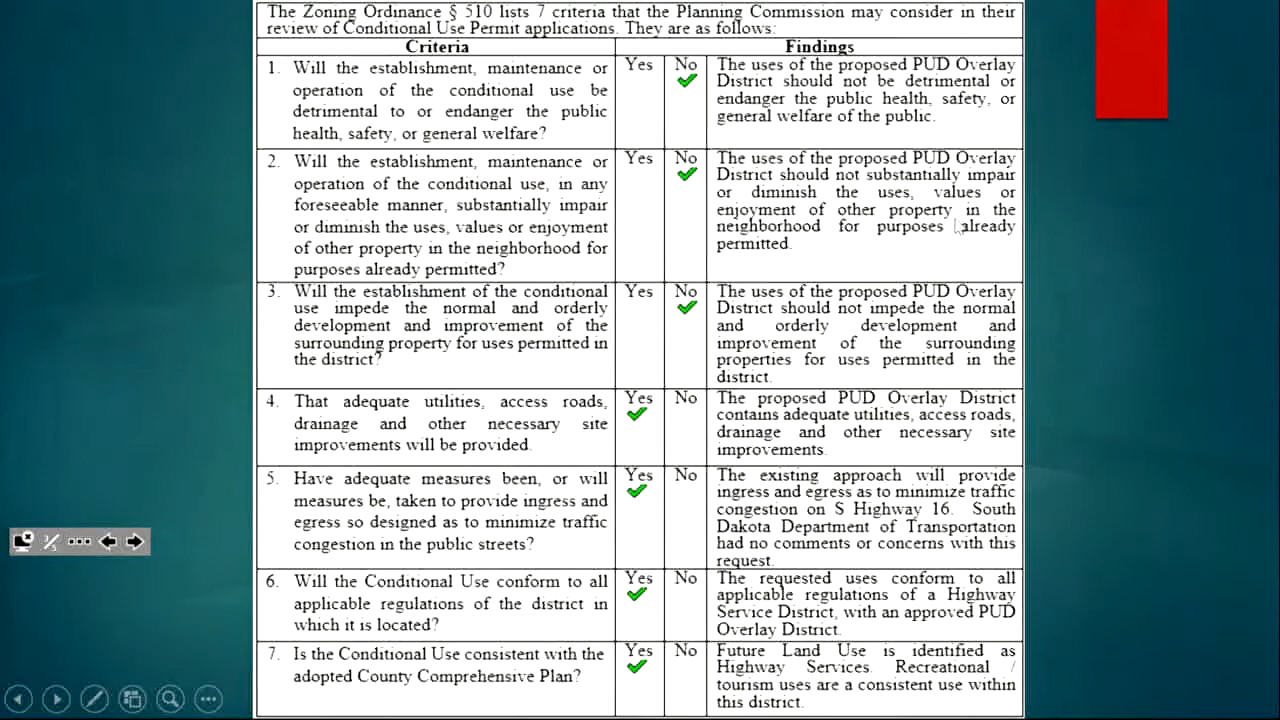 The Zoning Ordinance § 510 lists 7 criteria that the Planning Commission may consider in their
review of Conditional Use Permit applications. They are as follows:
Criteria
Findings
1. Will the establishment, maintenance or
operation of the conditional use be
detrimental to or endanger the public
health, safety, or general welfare?
Yes
No
The uses of the proposed PUD Overlay
District should not be detrimental or
endanger the public health, safety, or
general welfare of the public.
2. Will the establishment, maintenance or
operation of the conditional use, in any
foreseeable manner, substantially impair
or diminish the uses, values or enjoyment
of other property in the neighborhood for
purposes already permitted?
Yes
No
The uses of the proposed PUD Overlay
District should not substantially impair
or diminish the uses, values or
enjoyment of other property in the
neighborhood for purposes already
permitted.
3. Will the establishment of the conditional
use impede the normal and orderly
development and improvement of the
surrounding property for uses permitted in
the district?
Yes
No
The uses of the proposed PUD Overlay
District should not impede the normal
and orderly development and
improvement of the surrounding
properties for uses permitted in the
district.
4. That adequate utilities, access roads,
drainage and other necessary site
improvements will be provided.
Yes
No
The proposed PUD Overlay District
contains adequate utilities, access roads,
drainage and other necessary site
improvements.
5. Have adequate measures been, or will
measures be, taken to provide ingress and
egress so designed as to minimize traffic
congestion in the public streets?
Yes
No
The existing approach will provide
ingress and egress as to minimize traffic
congestion on S Highway 16. South
Dakota Department of Transportation
had no comments or concerns with this
request.
6. Will the Conditional Use conform to all
applicable regulations of the district in
which it is located?
Yes
No
The requested uses conform to all
applicable regulations of a Highway
Service District, with an approved PUD
Overlay District.
7. Is the Conditional Use consistent with the
adopted County Comprehensive Plan?
Yes
No
Future Land Use is identified as
Highway Services. Recreational /
tourism uses are a consistent use within
this district.